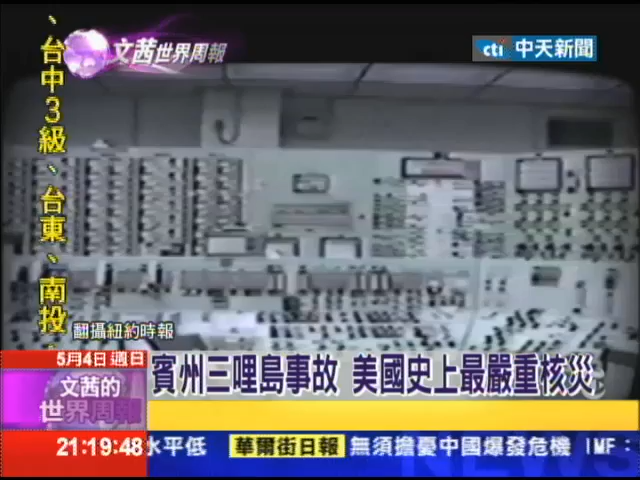 、台中3級、台東、南投
文茜世界周報
cti 中天新聞
翻攝紐約時報
5月4日 週日
賓州三哩島事故 美國史上最嚴重核災
文茜的
世界周報
21:19:48
水平低 華爾街日報 無須擔憂中國爆發危機 IMF：
NEWS